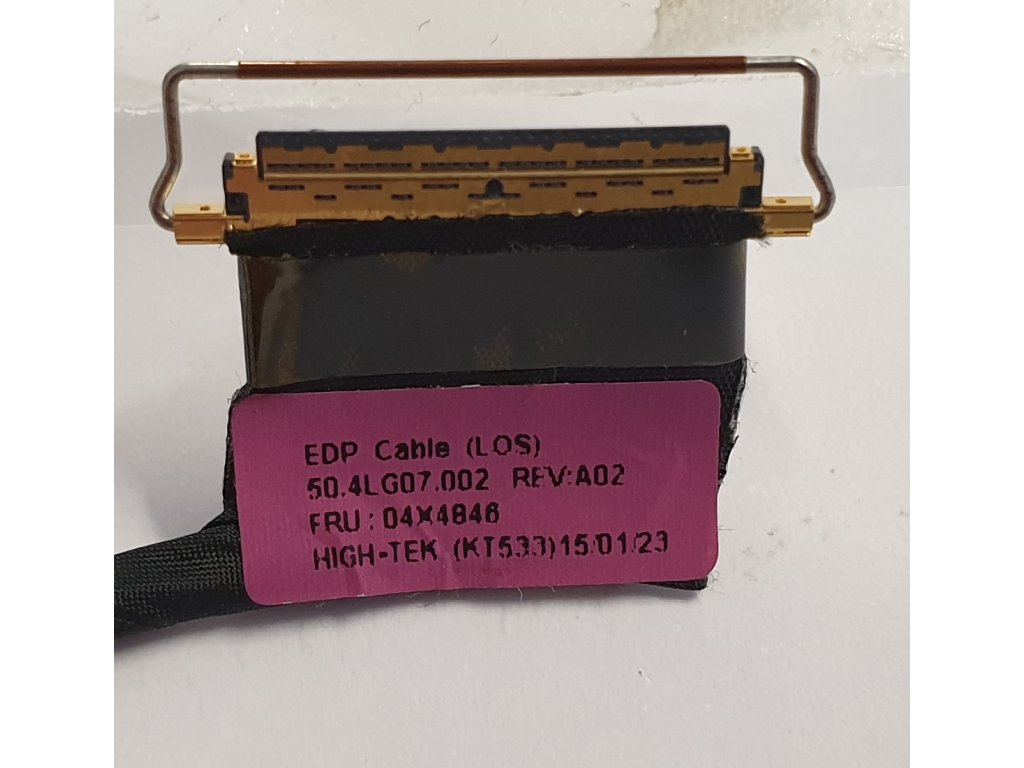 EDP Cable (LOS)
50.4LG07.002 REV:A02
FRU: 04X4846
HIGH-TEK (KT533)15/01/23